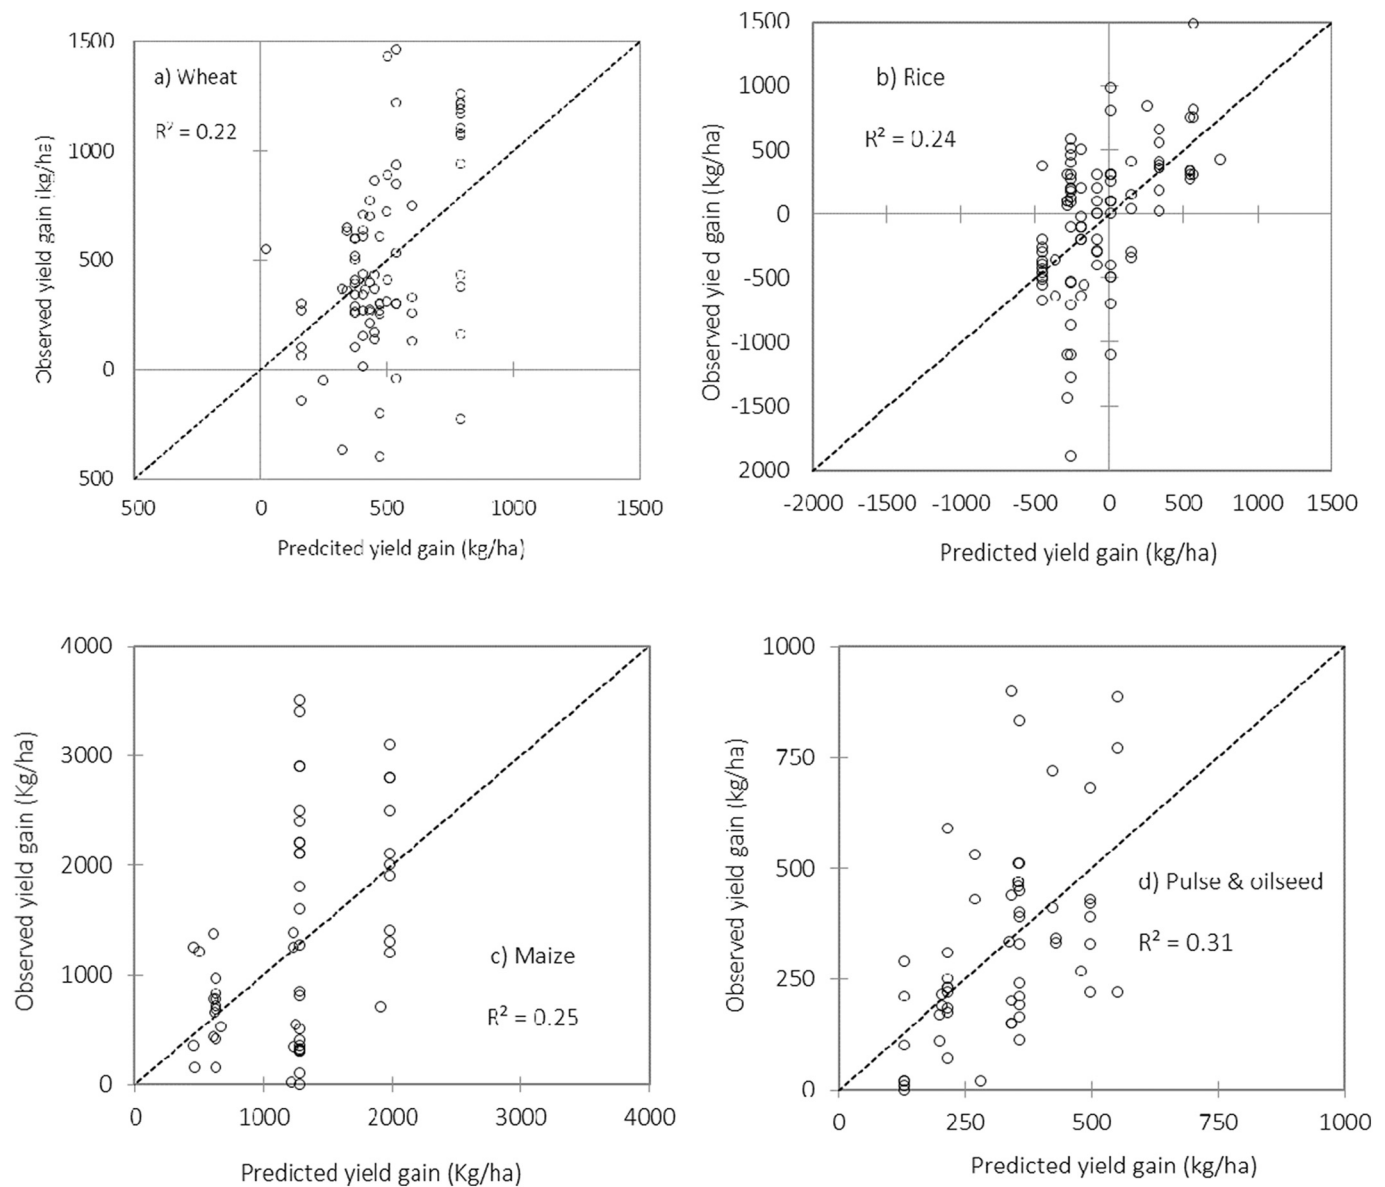 1500
1000
500
0
500
500
0
500
1000
1500
a) Wheat
R² = 0.22
Observed yield gain (kg/ha)
Predcited yield gain (kg/ha)
1500
1000
500
0
-500
-1000
-1500
2000
-2000 -1500 -1000 -500 0 500 1000 1500
b) Rice
R² = 0.24
Observed yield gain (kg/ha)
Predicted yield gain (kg/ha)
4000
3000
2000
1000
0
0 1000 2000 3000 4000
c) Maize
R² = 0.25
Observed yield gain (Kg/ha)
Predicted yield gain (Kg/ha)
1000
750
500
250
0
0 250 500 750 1000
d) Pulse & oilseed
R² = 0.31
Observed yield gain (kg/ha)
Predicted yield gain (kg/ha)